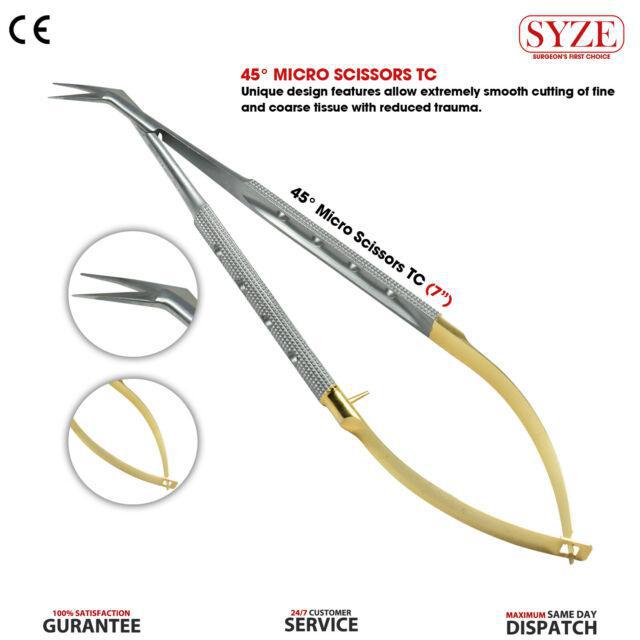 CE
SYZE
SURGEON'S FIRST CHOICE
45° MICRO SCISSORS TC
Unique design features allow extremely smooth cutting of fine
and coarse tissue with reduced trauma.
45° Micro Scissors TC (7")
100% SATISFACTION
GURANTEE
24/7 CUSTOMER
SERVICE
MAXIMUM SAME DAY
DISPATCH